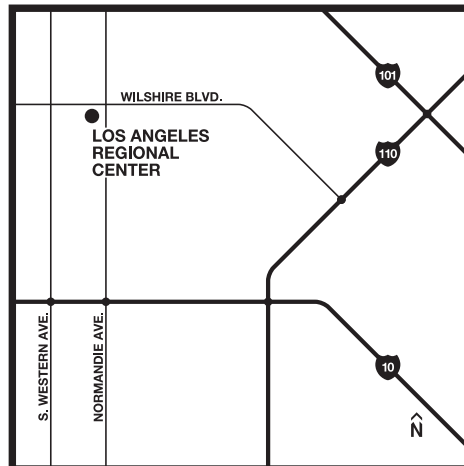 101
WILSHIRE BLVD.
LOS ANGELES
REGIONAL
CENTER
110
S. WESTERN AVE.
NORMANDIE AVE.
10
N